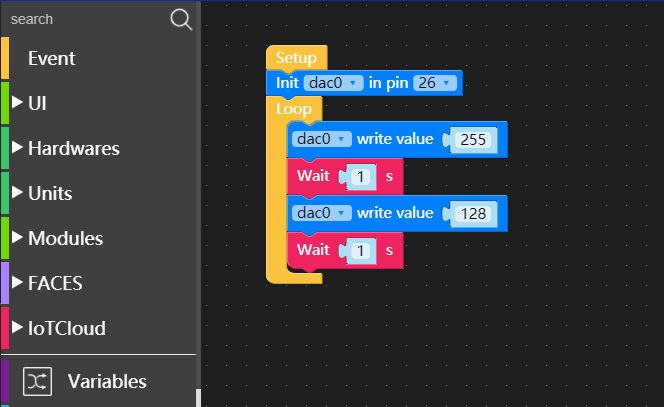 search
Event
UI
Hardwares
Units
Modules
FACES
IoTCloud
Variables
Setup
Init dac0 in pin 26
Loop
dac0 write value 255
Wait 1 s
dac0 write value 128
Wait 1 s